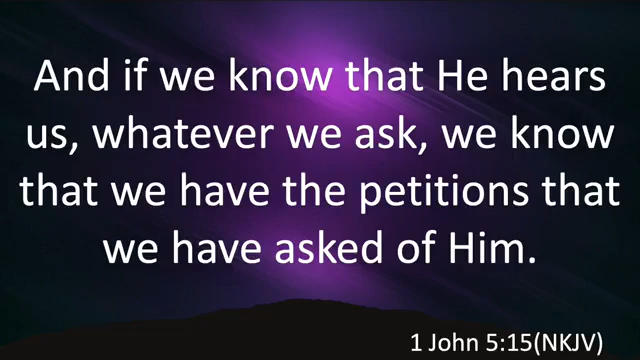 And if we know that He hears
us, whatever we ask, we know
that we have the petitions that
we have asked of Him.
1 John 5:15(NKJV)